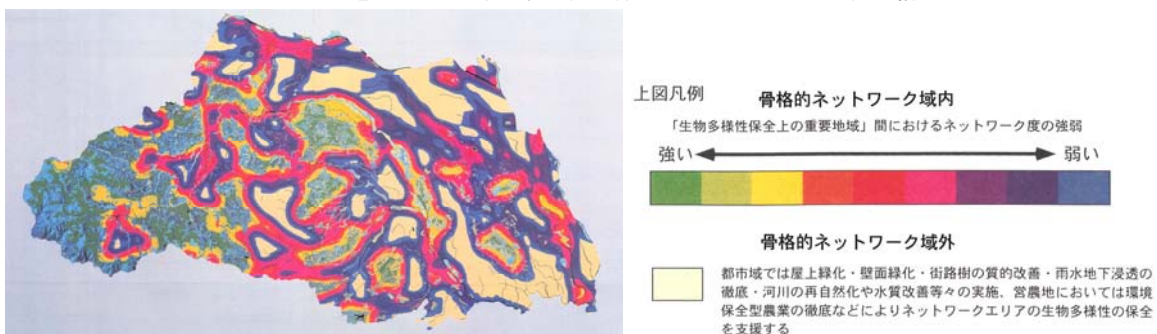 上図凡例
骨格的ネットワーク域内
「生物多様性保全上の重要地域」間におけるネットワーク度の強弱
強い
弱い
骨格的ネットワーク域外
都市域では屋上緑化・壁面緑化・街路樹の質的改善・雨水地下浸透の
徹底・河川の再自然化や水質改善等々の実施、営農地においては環境
保全型農業の徹底などによりネットワークエリアの生物多様性の保全
を支援する